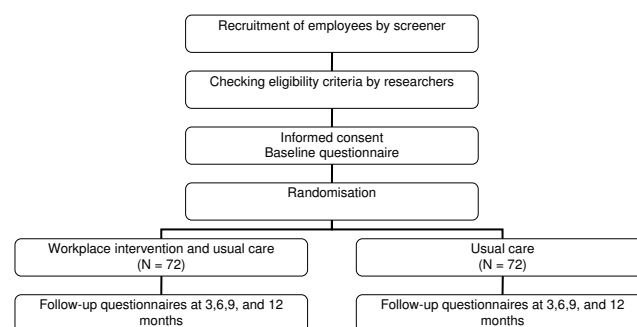 Recruitment of employees by screener
Checking eligibility criteria by researchers
Informed consent
Baseline questionnaire
Randomisation
Workplace intervention and usual care
(N = 72)
Usual care
(N = 72)
Follow-up questionnaires at 3,6,9, and 12
months
Follow-up questionnaires at 3,6,9, and 12
months